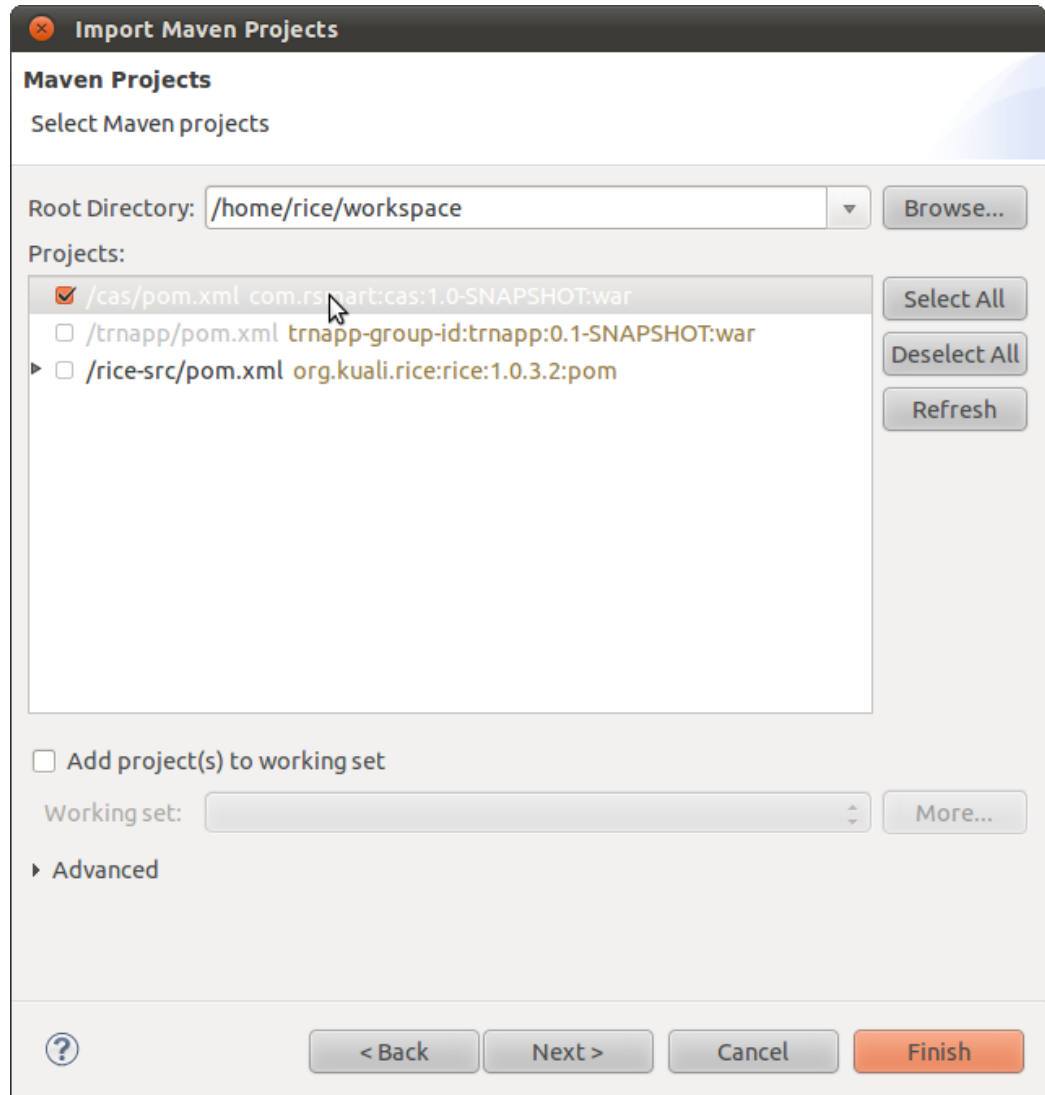 Import Maven Projects
Maven Projects
Select Maven projects
Root Directory: /home/rice/workspace Browse...
Projects:
/cas/pom.xml com.rsmart:cas:1.0-SNAPSHOT:war Select All
/trnapp/pom.xml trnapp-group-id:trnapp:0.1-SNAPSHOT:war
Deselect All
/rice-src/pom.xml org.kuali.rice:rice:1.0.3.2:pom
Refresh
Add project(s) to working set
Working set: More...
Advanced
? < Back Next > Cancel Finish